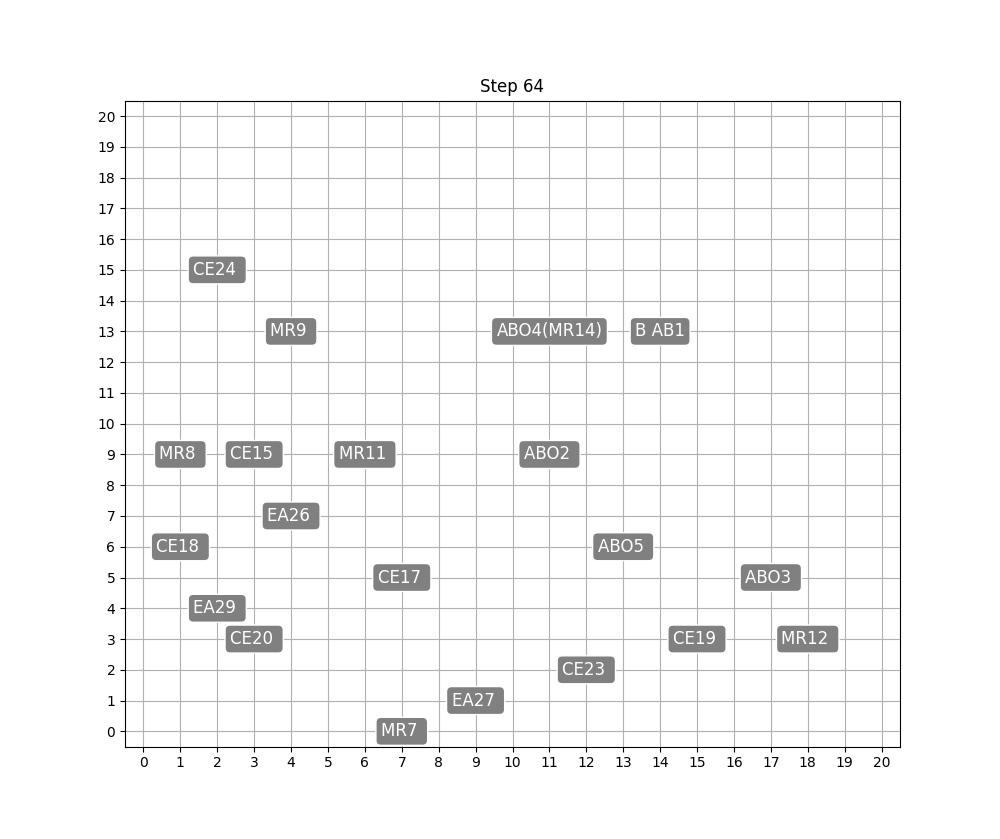 Step 64
20
19
18
17
16
15 CE24
14
13 MR9 ABO4(MR14) B AB1
12
11
10
9 MR8 CE15 MR11 ABO2
8
7 EA26
6 CE18 ABO5
5 CE17 ABO3
4 EA29
3 CE20 CE19 MR12
2 CE23
1 EA27
0 MR7
0 1 2 3 4 5 6 7 8 9 10 11 12 13 14 15 16 17 18 19 20